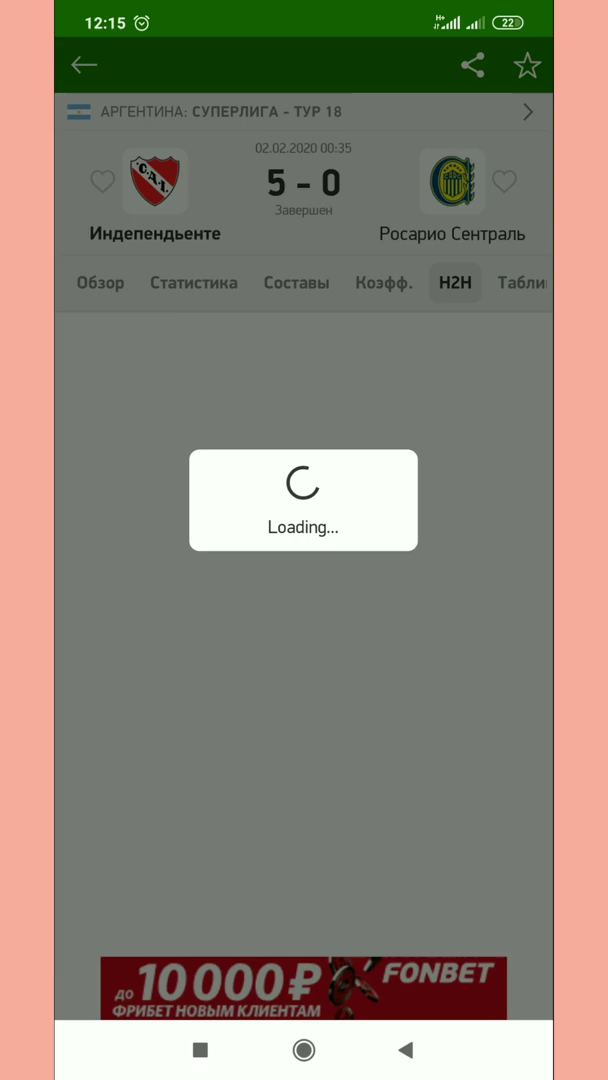 12:15
H+
22
АРГЕНТИНА: СУПЕРЛИГА - ТУР 18
02.02.2020 00:35
5 - 0
Завершен
C.A.I.
Индепендьенте
Росарио Сентраль
Обзор Статистика Составы Коэфф. H2H Табли
Loading...
до 10 000 ₽
ФРИБЕТ НОВЫМ КЛИЕНТАМ
FONBET